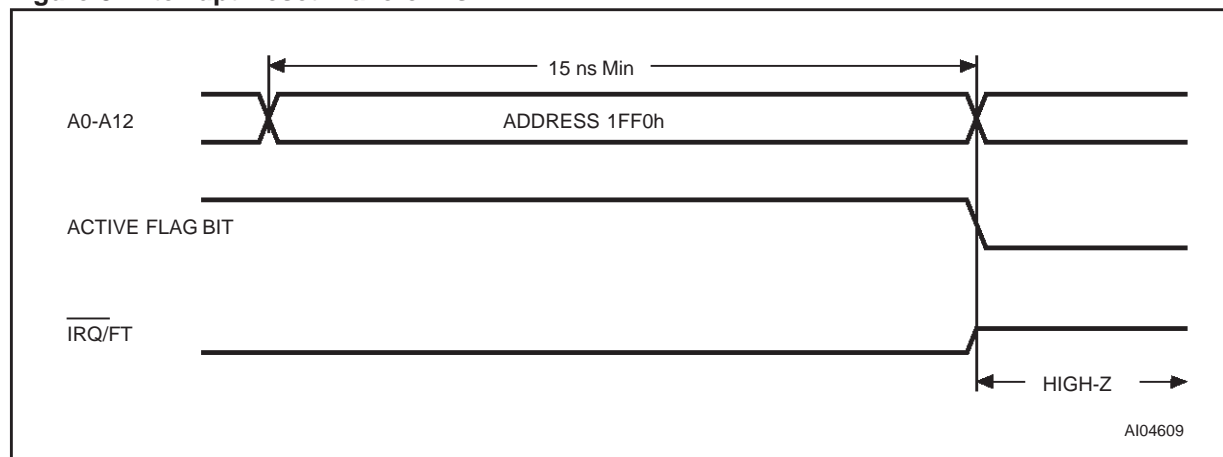 15 ns Min
A0-A12
ADDRESS 1FF0h
ACTIVE FLAG BIT
IRQ/FT
HIGH-Z
AI04609